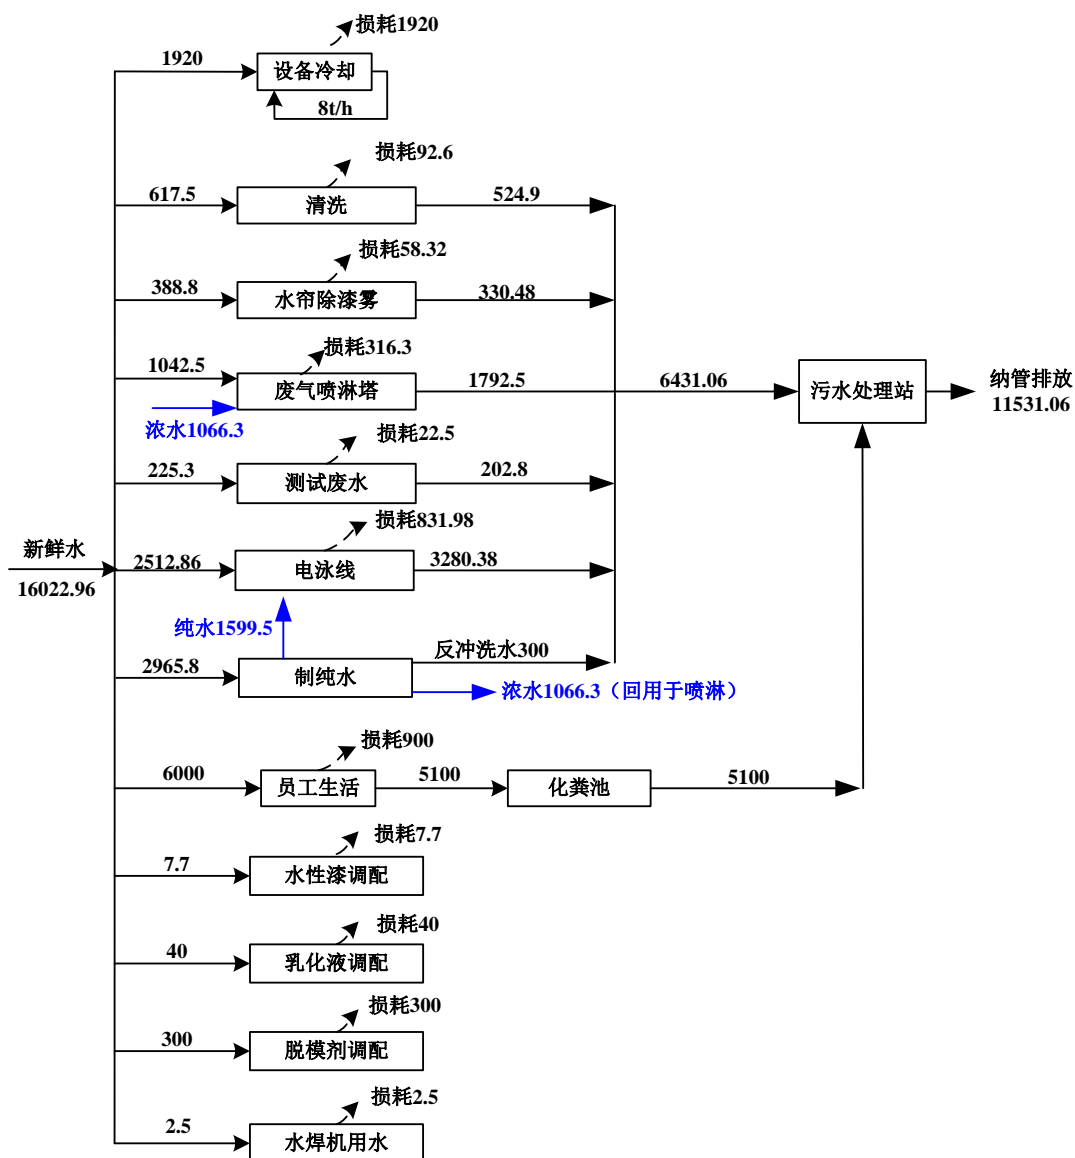 损耗1920
1920
设备冷却
8t/h
损耗92.6
617.5
清洗
524.9
损耗58.32
388.8
水帘除漆雾
330.48
损耗316.3
1042.5
废气喷淋塔
1792.5
6431.06
污水处理站
纳管排放
11531.06
浓水1066.3
损耗22.5
225.3
测试废水
202.8
损耗831.98
新鲜水
16022.96
2512.86
电泳线
3280.38
纯水1599.5
反冲洗水300
2965.8
制纯水
浓水1066.3（回用于喷淋）
损耗900
6000
员工生活
5100
化粪池
5100
损耗7.7
7.7
水性漆调配
损耗40
40
乳化液调配
损耗300
300
脱模剂调配
损耗2.5
2.5
水焊机用水